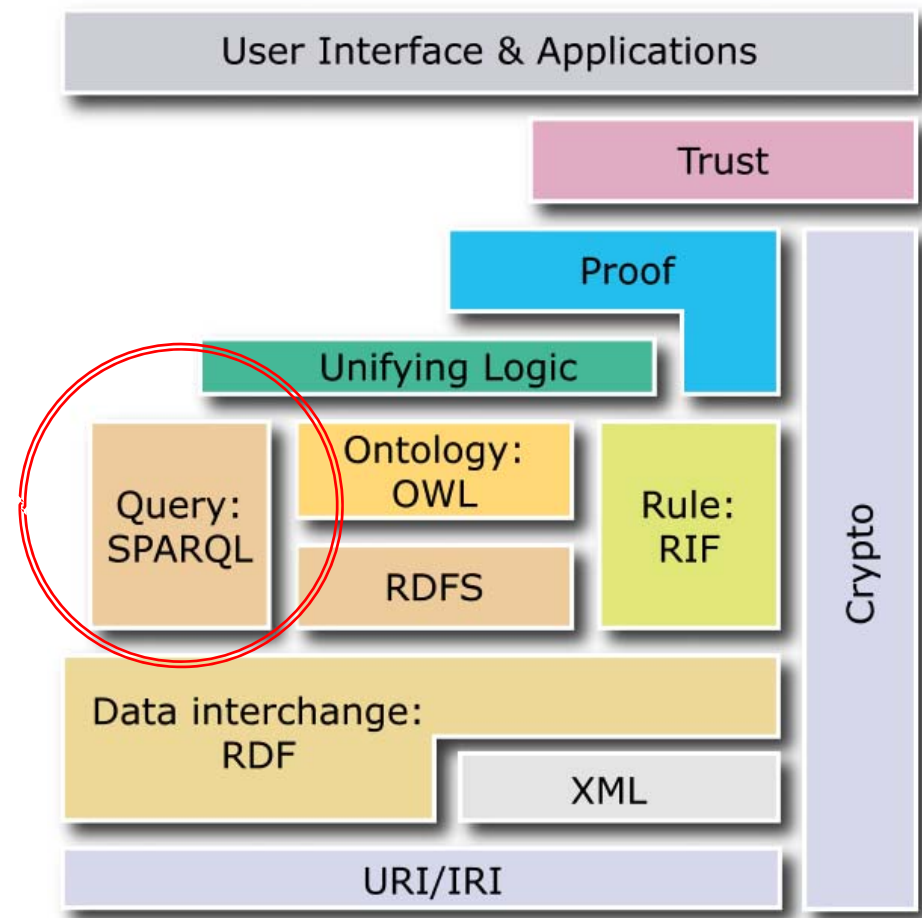 User Interface & Applications
Trust
Proof
Unifying Logic
Query:
SPARQL
Ontology:
OWL
RDFS
Rule:
RIF
Crypto
Data interchange:
RDF
XML
URI/IRI